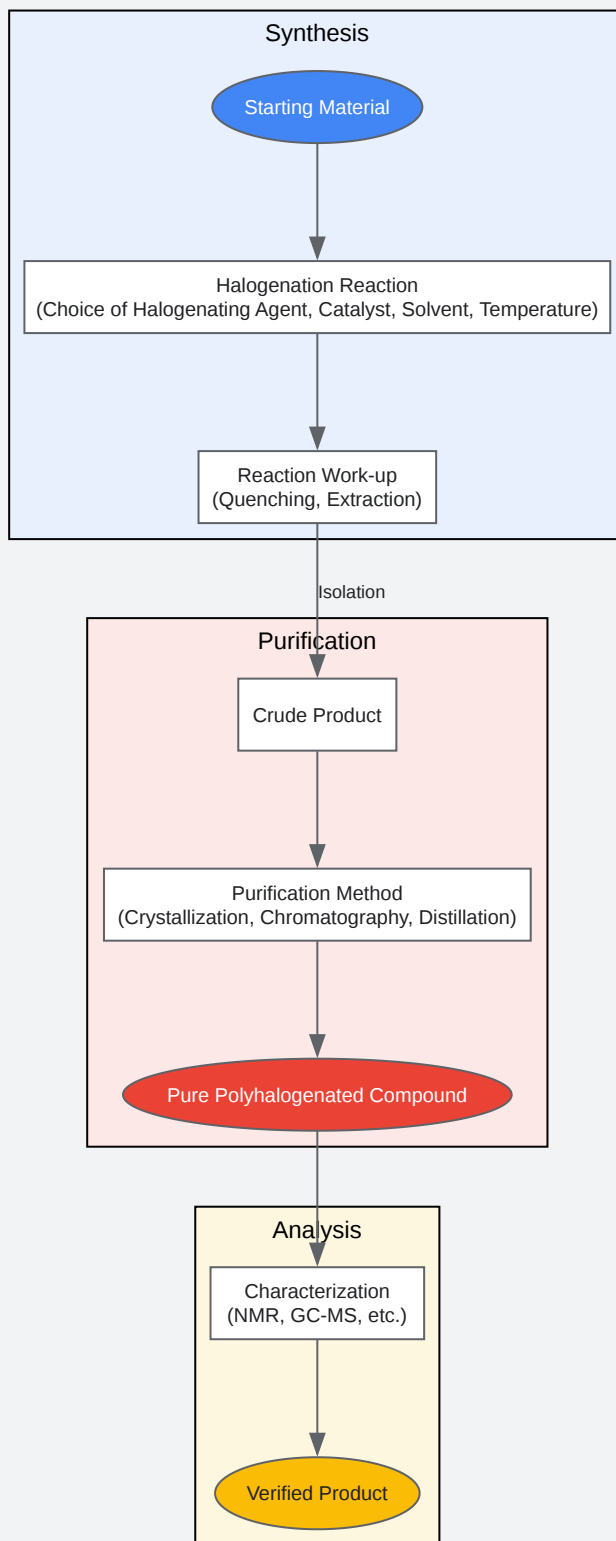 Synthesis
Starting Material
Halogenation Reaction
(Choice of Halogenating Agent, Catalyst, Solvent, Temperature)
Reaction Work-up
(Quenching, Extraction)
Isolation
Purification
Crude Product
Purification Method
(Crystallization, Chromatography, Distillation)
Pure Polyhalogenated Compound
Analysis
Characterization
(NMR, GC-MS, etc.)
Verified Product